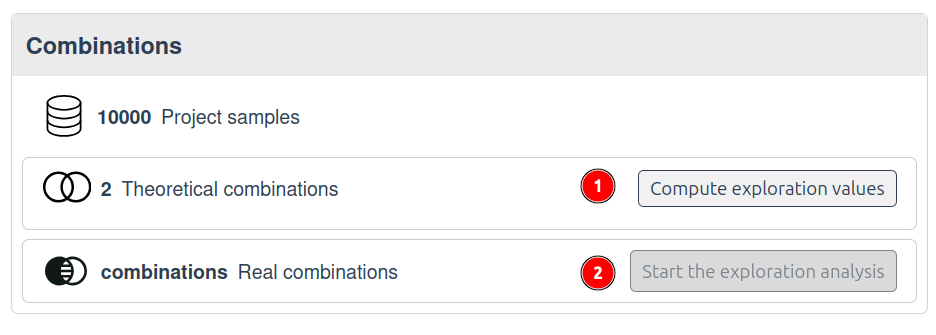 Combinations
10000 Project samples
2 Theoretical combinations 1 Compute exploration values
combinations Real combinations 2 Start the exploration analysis